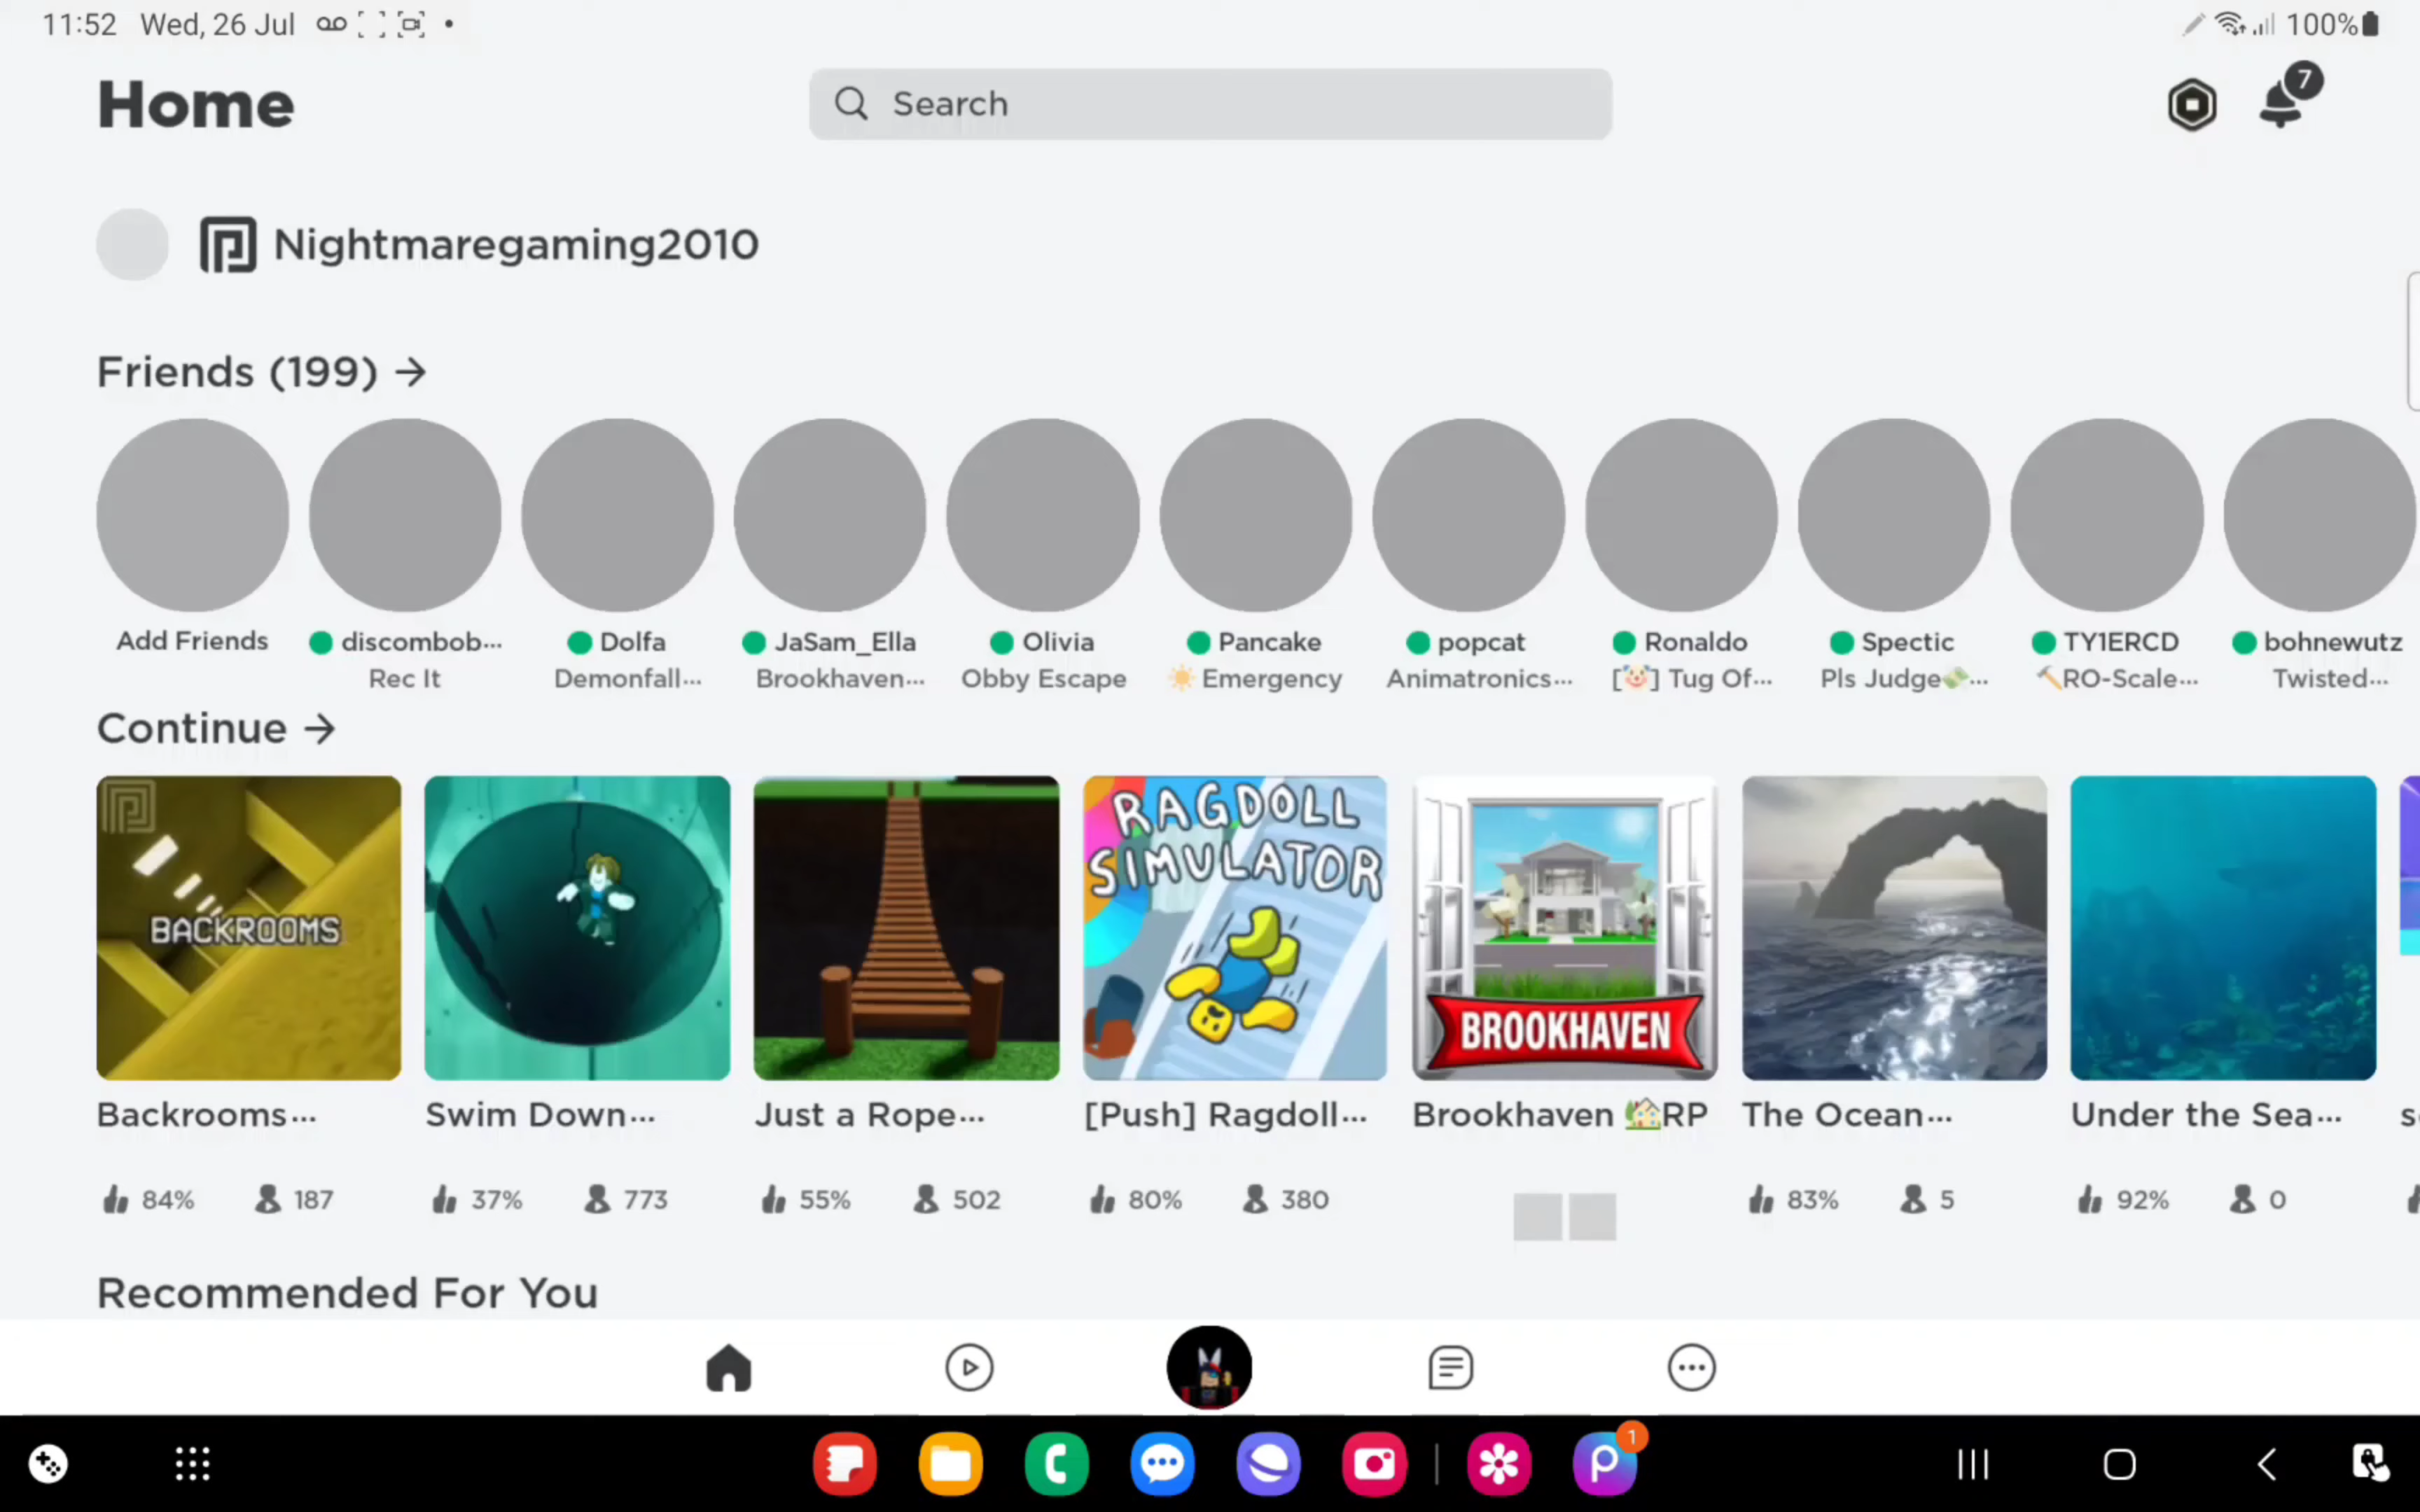 11:52 Wed, 26 Jul
100%
Home
Search
7
Nightmaregaming2010
Friends (199)
Add Friends
discombob...
Rec It
Dolfa
Demonfall...
JaSam_Ella
Brookhaven...
Olivia
Obby Escape
Pancake
☀️ Emergency
popcat
Animatronics...
Ronaldo
[🤡] Tug Of...
Spectic
Pls Judge💸...
TY1ERCD
🔨RO-Scale...
bohnewutz
Twisted...
Continue →
BACKROOMS
RAGDOLL
SIMULATOR
BROOKHAVEN
Backrooms...
Swim Down...
Just a Rope...
[Push] Ragdoll...
Brookhaven 🏡RP
The Ocean...
Under the Sea...
s
84% 187
37% 773
55% 502
80% 380
83% 5
92% 0
Recommended For You
1